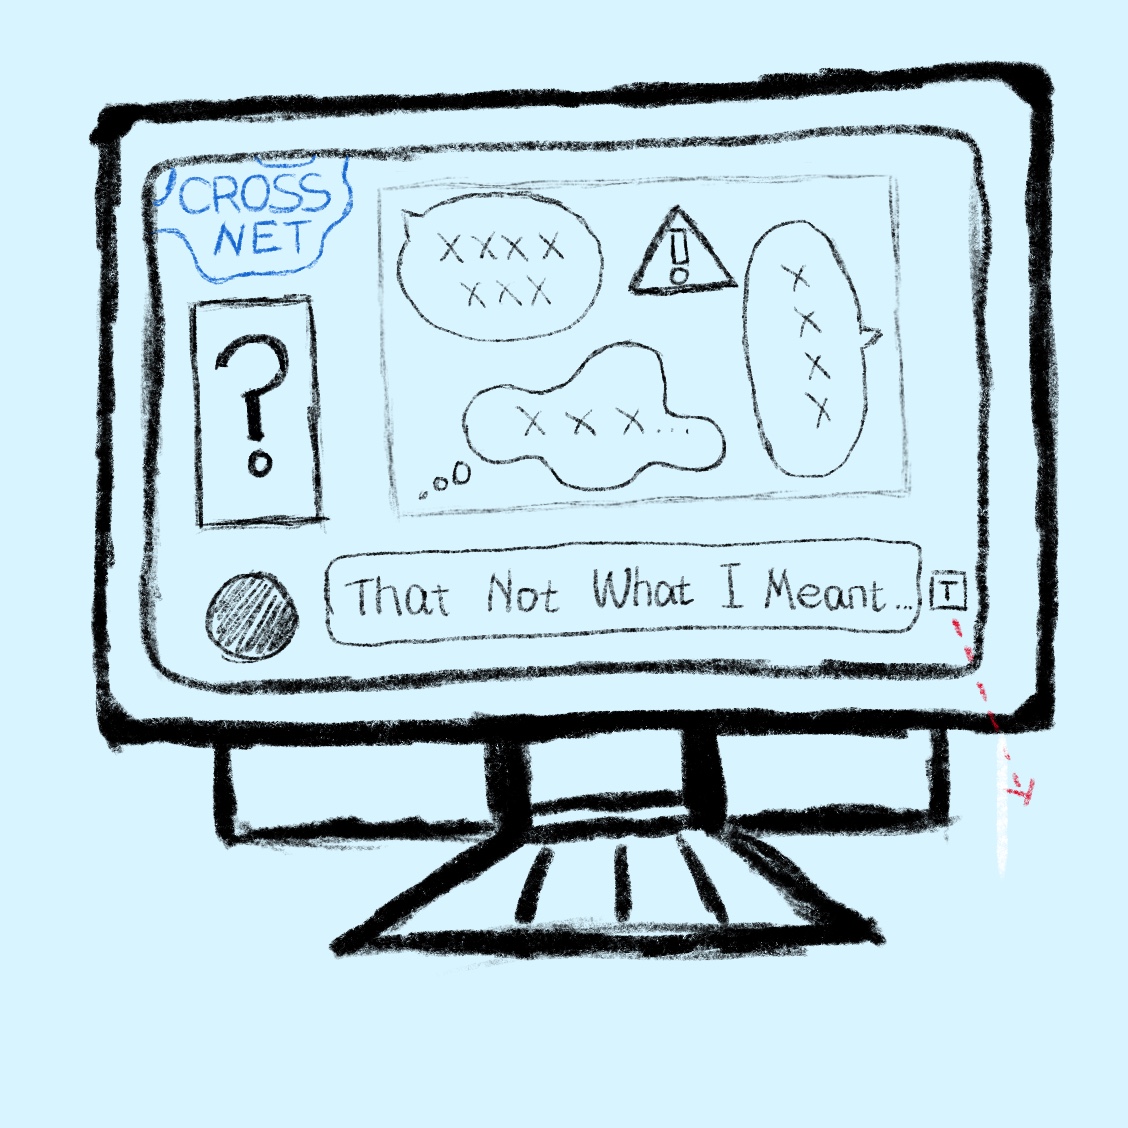 CROSS
NET
X X X X
X X X
!
X
X
X
X
?
X X X...
That Not What I Meant...
T
T